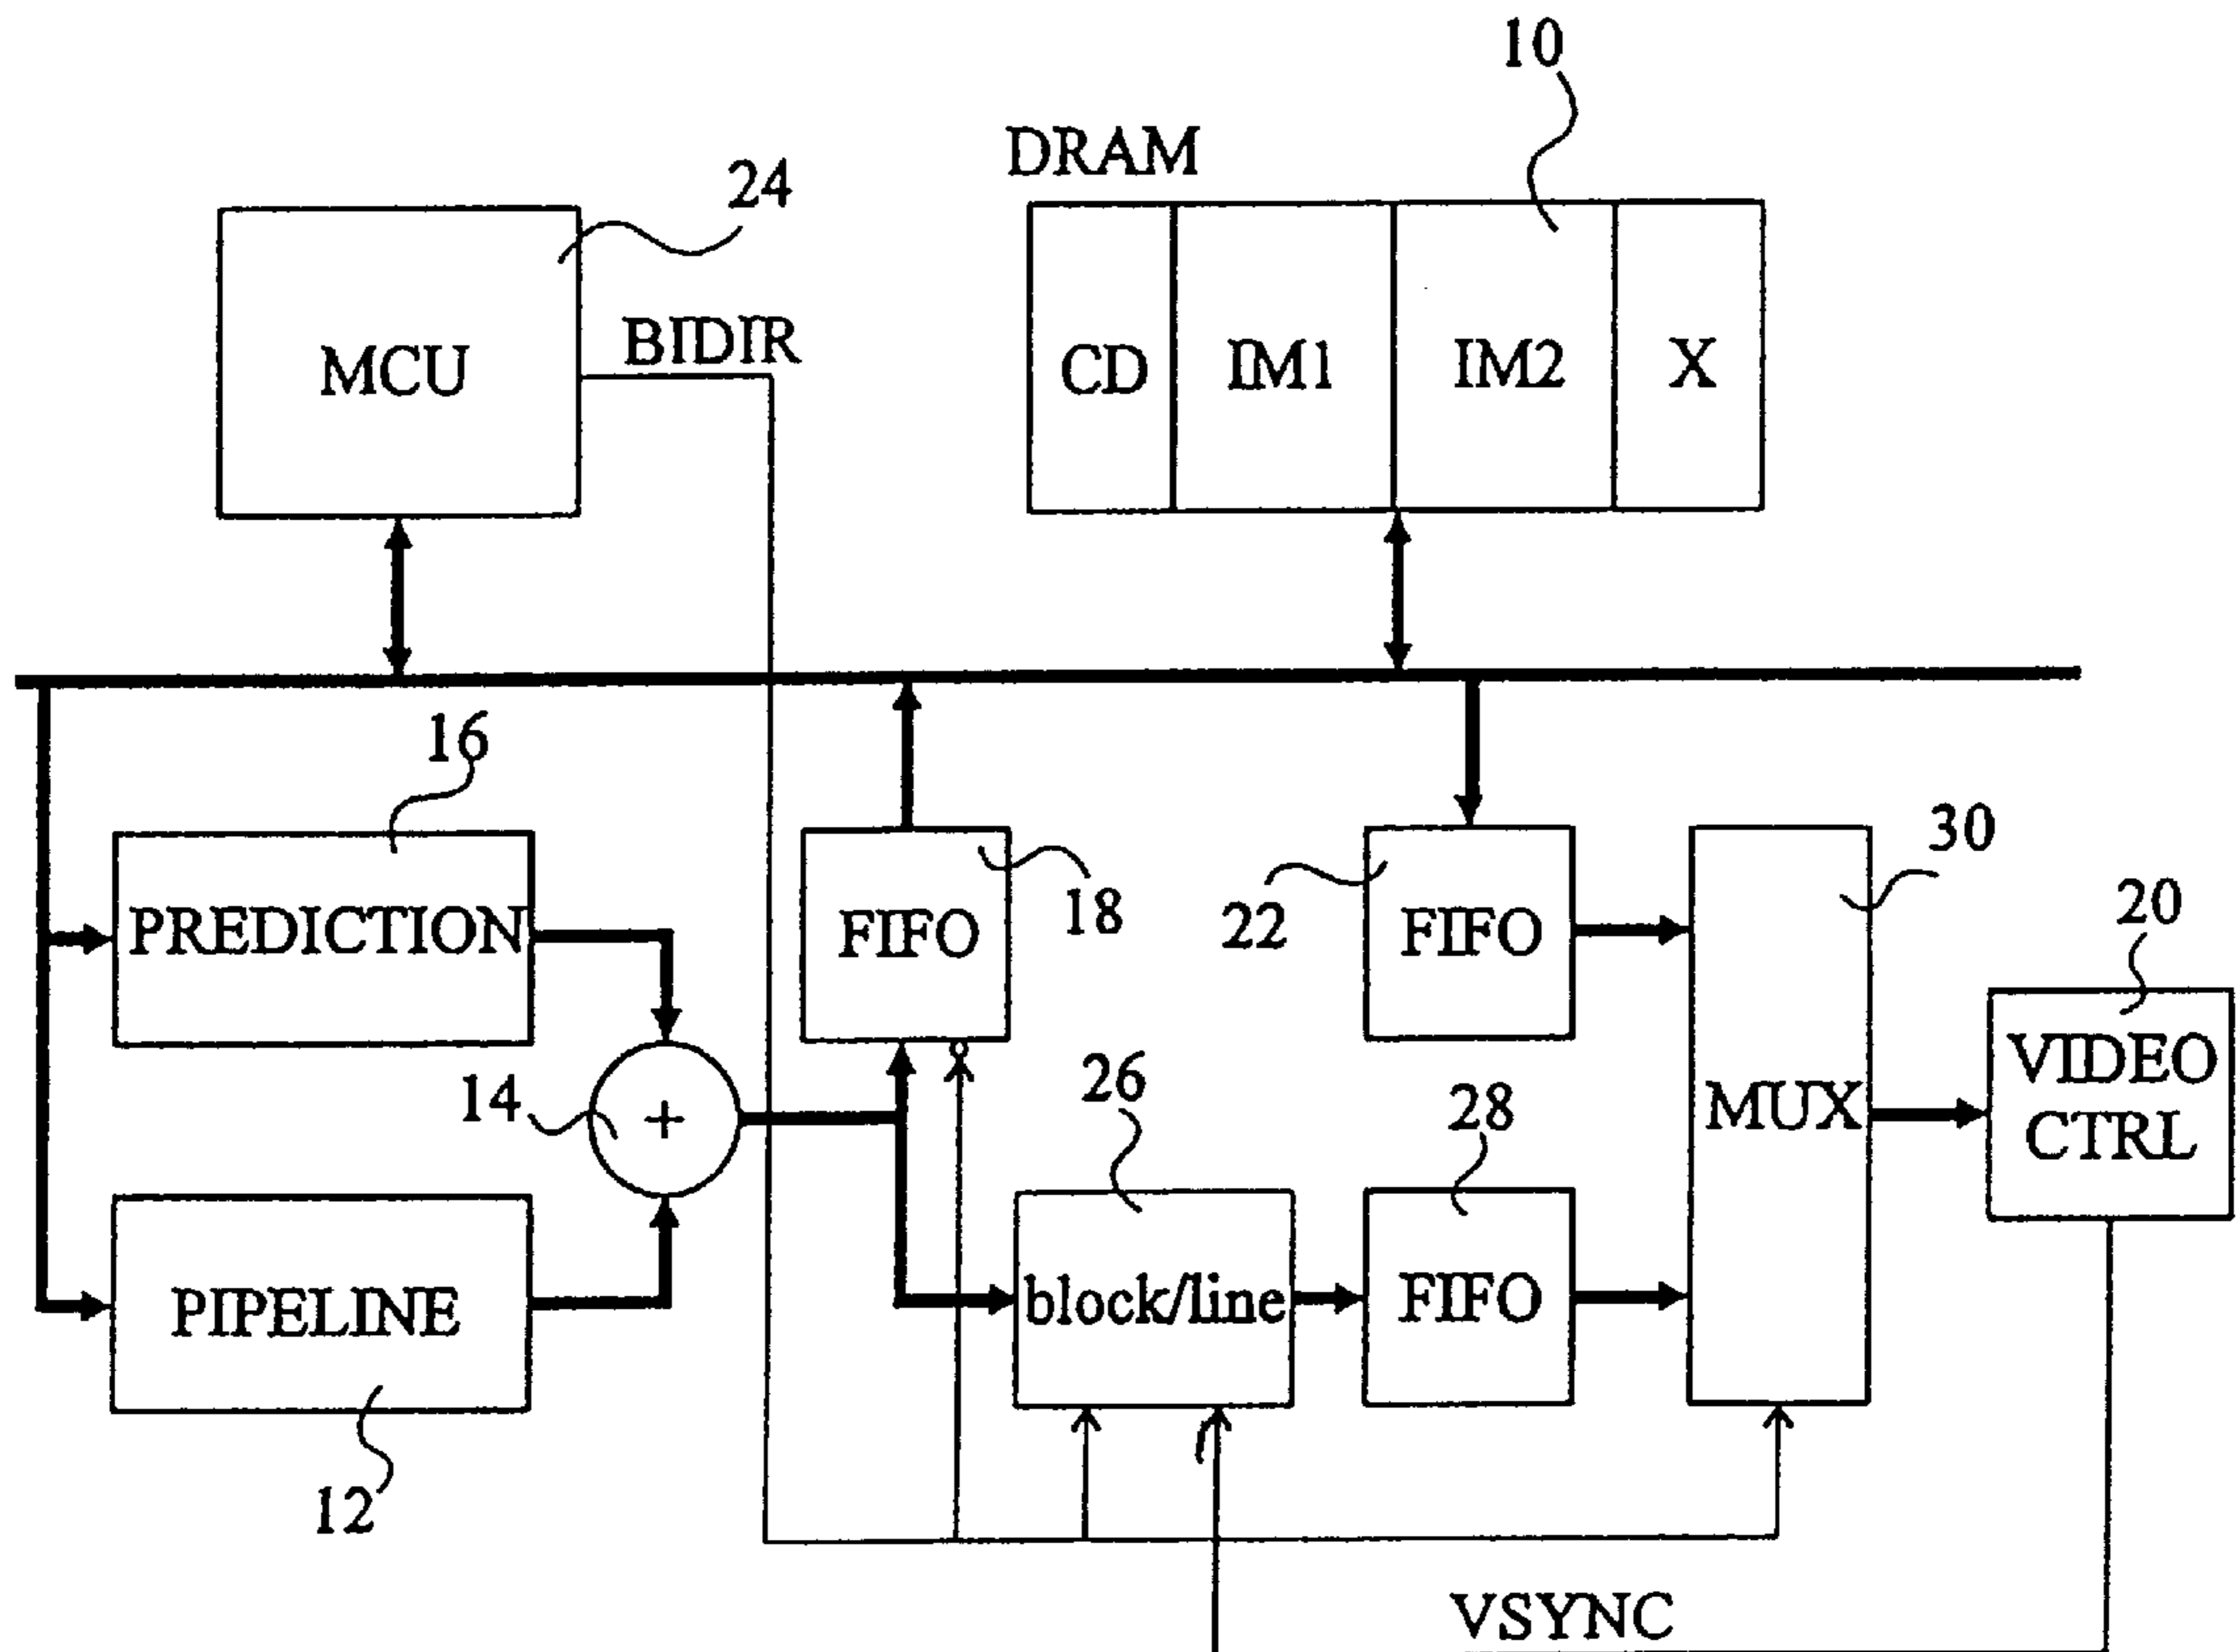 10
DRAM
24
MCU
BIDIR
CD
IM1
IM2
X
16
PREDICTION
FIFO
18
22
FIFO
30
20
VIDEO
CTRL
14
+
26
28
MUX
PIPELINE
block/line
FIFO
12
VSYNC